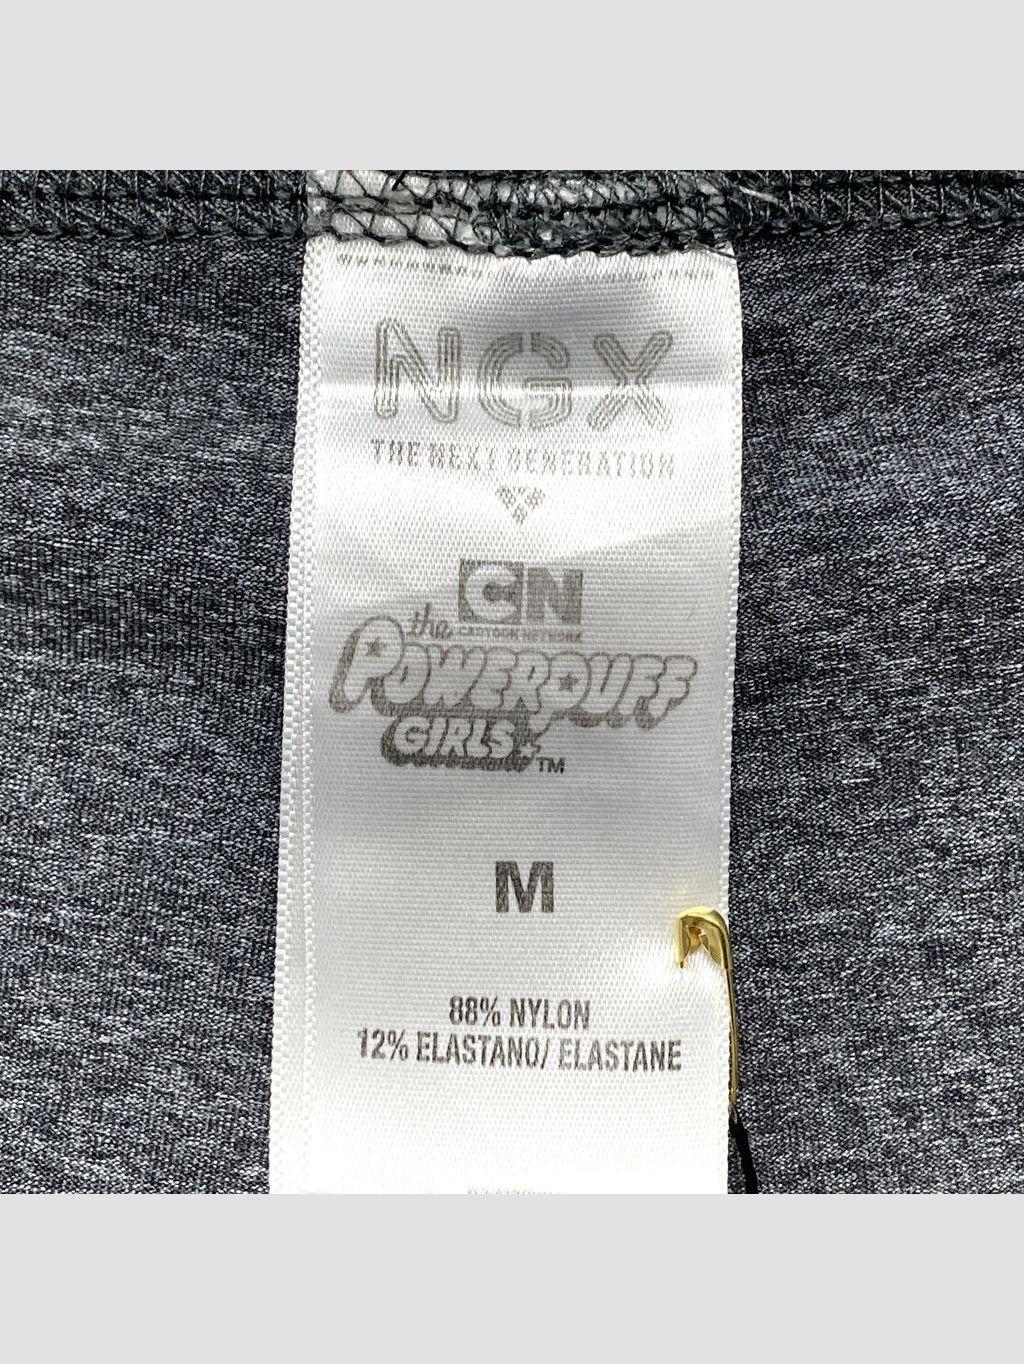 NGX
THE NEXT GENERATION
CN
CARTOON NETWORK
the
POWERPUFF
GIRLS
TM
M
88% NYLON
12% ELASTANO/ ELASTANE